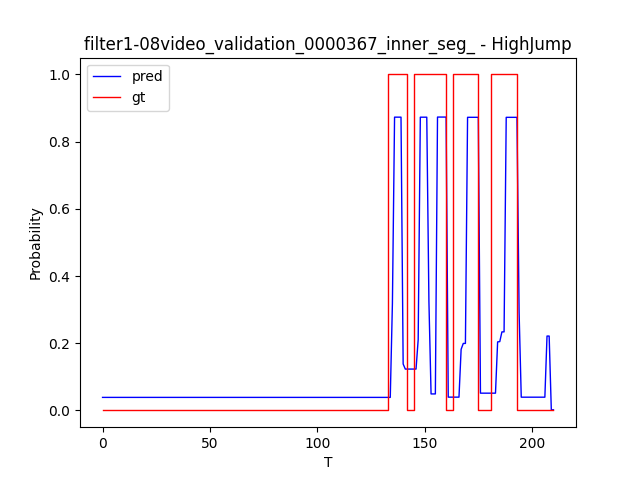 filter1-08video_validation_0000367_inner_seg_ - HighJump
pred
gt
1.0
0.8
0.6
0.4
0.2
0.0
Probability
0
50
100
150
200
T